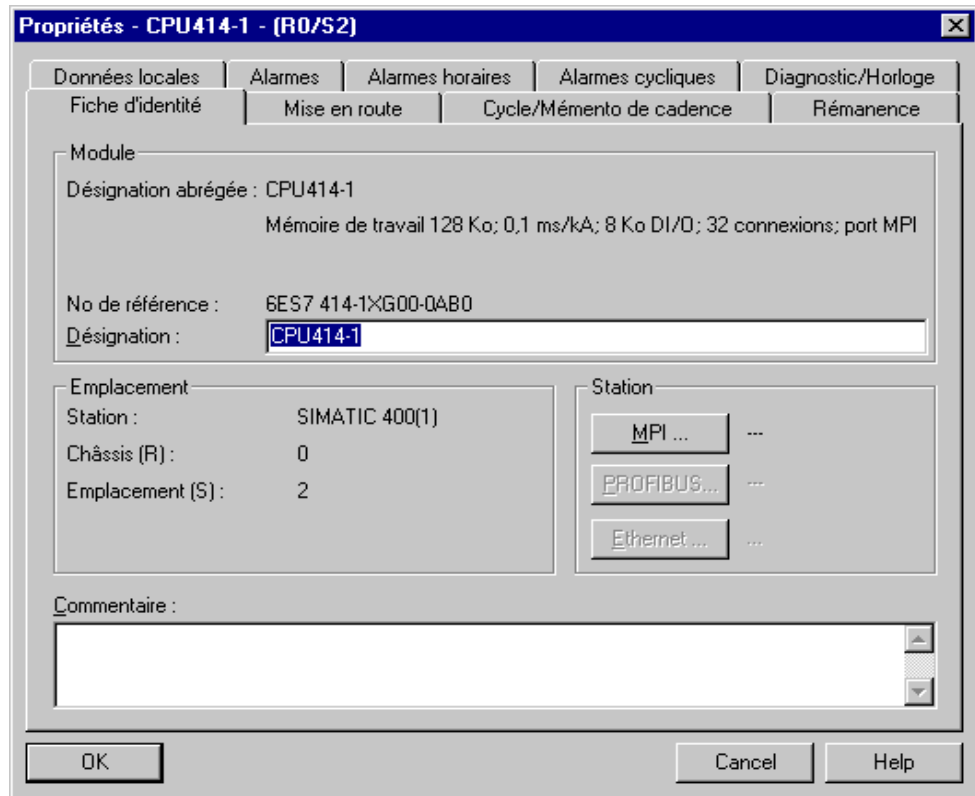 Propriétés - CPU414-1 - (R0/S2)
Données locales Alarmes Alarmes horaires Alarmes cycliques Diagnostic/Horloge
Fiche d'identité Mise en route Cycle/Mémento de cadence Rémanence
Module
Désignation abrégée : CPU414-1
Mémoire de travail 128 Ko; 0,1 ms/kA; 8 Ko DI/O; 32 connexions; port MPI
No de référence : 6ES7 414-1XG00-0AB0
Désignation : CPU414-1
Emplacement
Station : SIMATIC 400(1)
Châssis (R) : 0
Emplacement (S) : 2
Station
MPI ... ---
PROFIBUS... ---
Ethernet ... ...
Commentaire :
OK Cancel Help